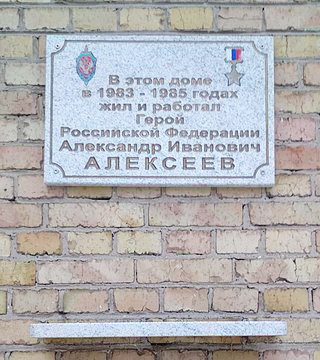 В этом доме
в 1983 - 1985 годах
жил и работал
Герой
Российской Федерации
Александр Иванович
АЛЕКСЕЕВ